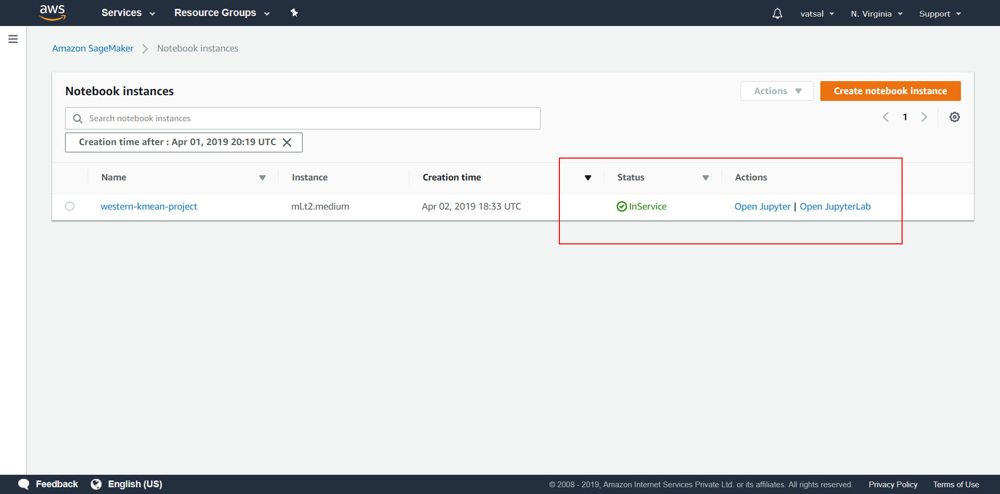 aws Services Resource Groups vatsal N. Virginia Support
Amazon SageMaker Notebook instances
Notebook instances Actions Create notebook instance
Search notebook instances 1
Creation time after : Apr 01, 2019 20:19 UTC
Name Instance Creation time Status Actions
western-kmean-project ml.t2.medium Apr 02, 2019 18:33 UTC InService Open Jupyter | Open JupyterLab
Feedback English (US) © 2008 - 2019, Amazon Internet Services Private Ltd. or its affiliates. All rights reserved. Privacy Policy Terms of Use